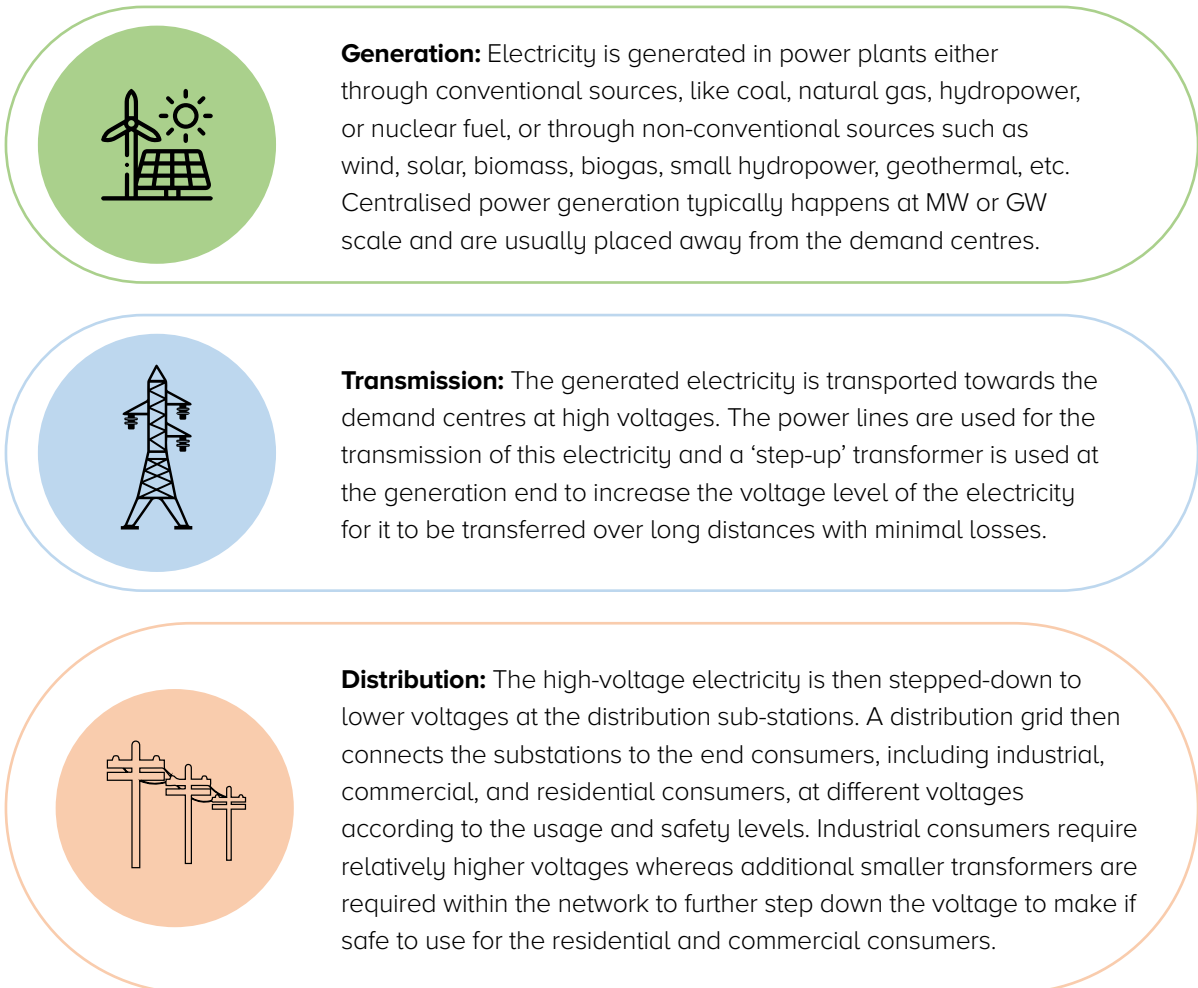 Generation: Electricity is generated in power plants either
through conventional sources, like coal, natural gas, hydropower,
or nuclear fuel, or through non-conventional sources such as
wind, solar, biomass, biogas, small hydropower, geothermal, etc.
Centralised power generation typically happens at MW or GW
scale and are usually placed away from the demand centres.
Transmission: The generated electricity is transported towards the
demand centres at high voltages. The power lines are used for the
transmission of this electricity and a ‘step-up’ transformer is used at
the generation end to increase the voltage level of the electricity
for it to be transferred over long distances with minimal losses.
Distribution: The high-voltage electricity is then stepped-down to
lower voltages at the distribution sub-stations. A distribution grid then
connects the substations to the end consumers, including industrial,
commercial, and residential consumers, at different voltages
according to the usage and safety levels. Industrial consumers require
relatively higher voltages whereas additional smaller transformers are
required within the network to further step down the voltage to make if
safe to use for the residential and commercial consumers.